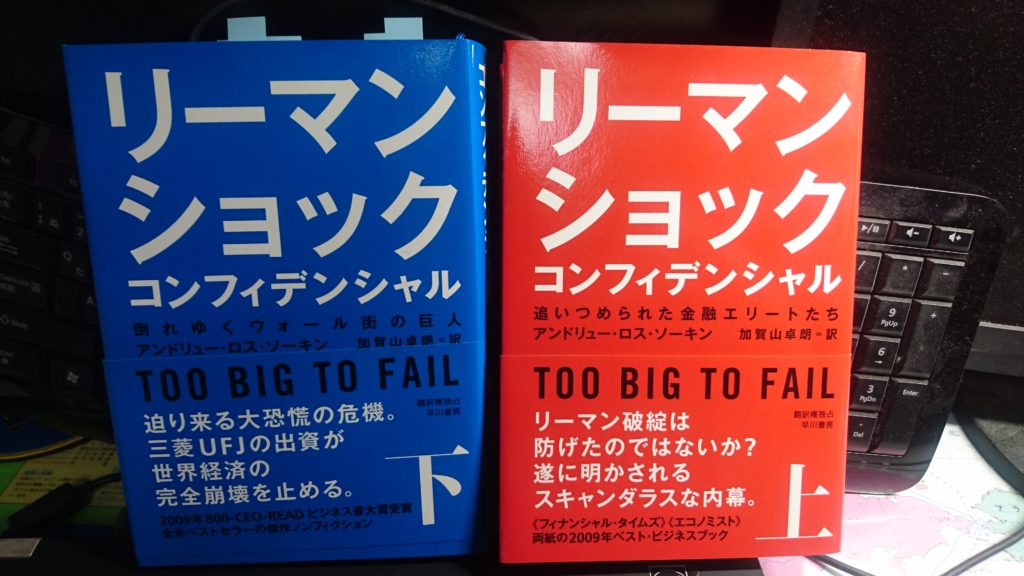 リーマン
ショック
コンフィデンシャル
倒れゆくウォール街の巨人
アンドリュー・ロス・ソーキン 加賀山卓朗=訳
TOO BIG TO FAIL
翻訳権独占
早川書房
迫り来る大恐慌の危機。
三菱UFJの出資が
世界経済の
完全崩壊を止める。
下
2009年 800-CEO-READ ビジネス書大賞受賞
全米ベストセラーの傑作ノンフィクション
リーマン
ショック
コンフィデンシャル
追いつめられた金融エリートたち
アンドリュー・ロス・ソーキン 加賀山卓朗=訳
TOO BIG TO FAIL
翻訳権独占
早川書房
リーマン破綻は
防げたのではないか?
遂に明かされる
スキャンダラスな内幕。
上
《フィナンシャル・タイムズ》《エコノミスト》
両紙の2009年ベスト・ビジネスブック
9
PgUp
6
3
PgDn
Enter
Del